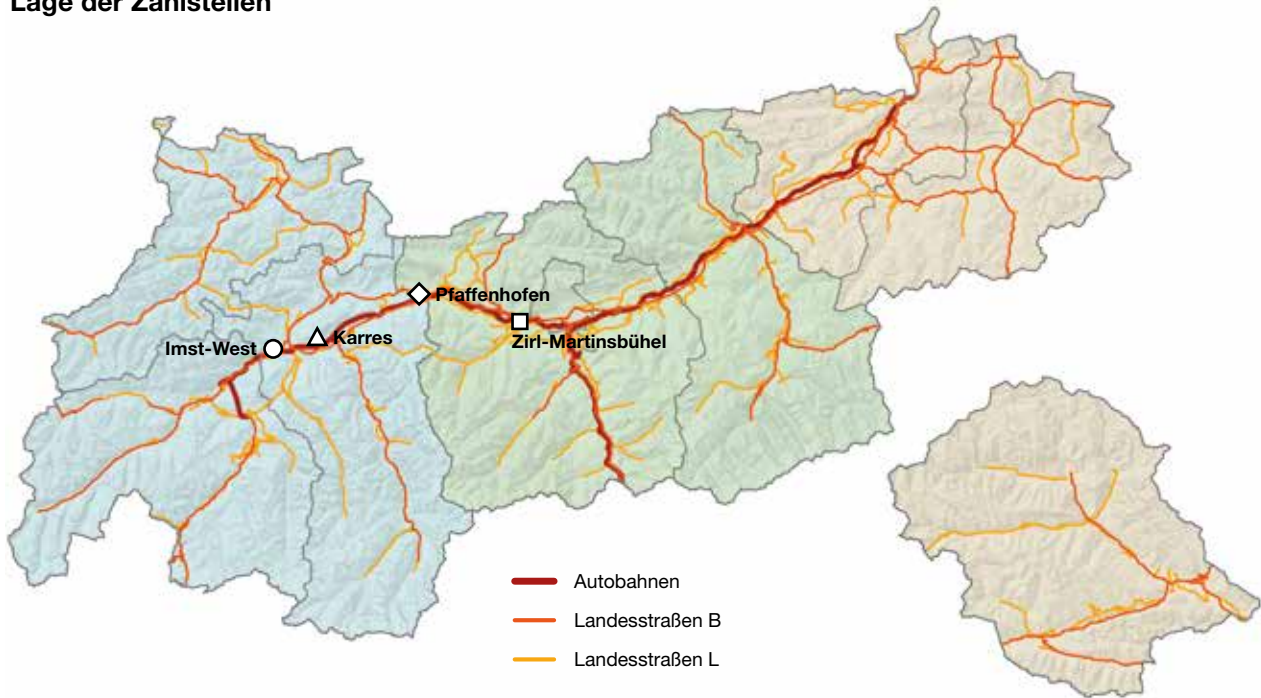 Lage der Zählstellen
Pfaffenhofen
Karres
Imst-West
Zirl-Martinsbühel
Autobahnen
Landesstraßen B
Landesstraßen L